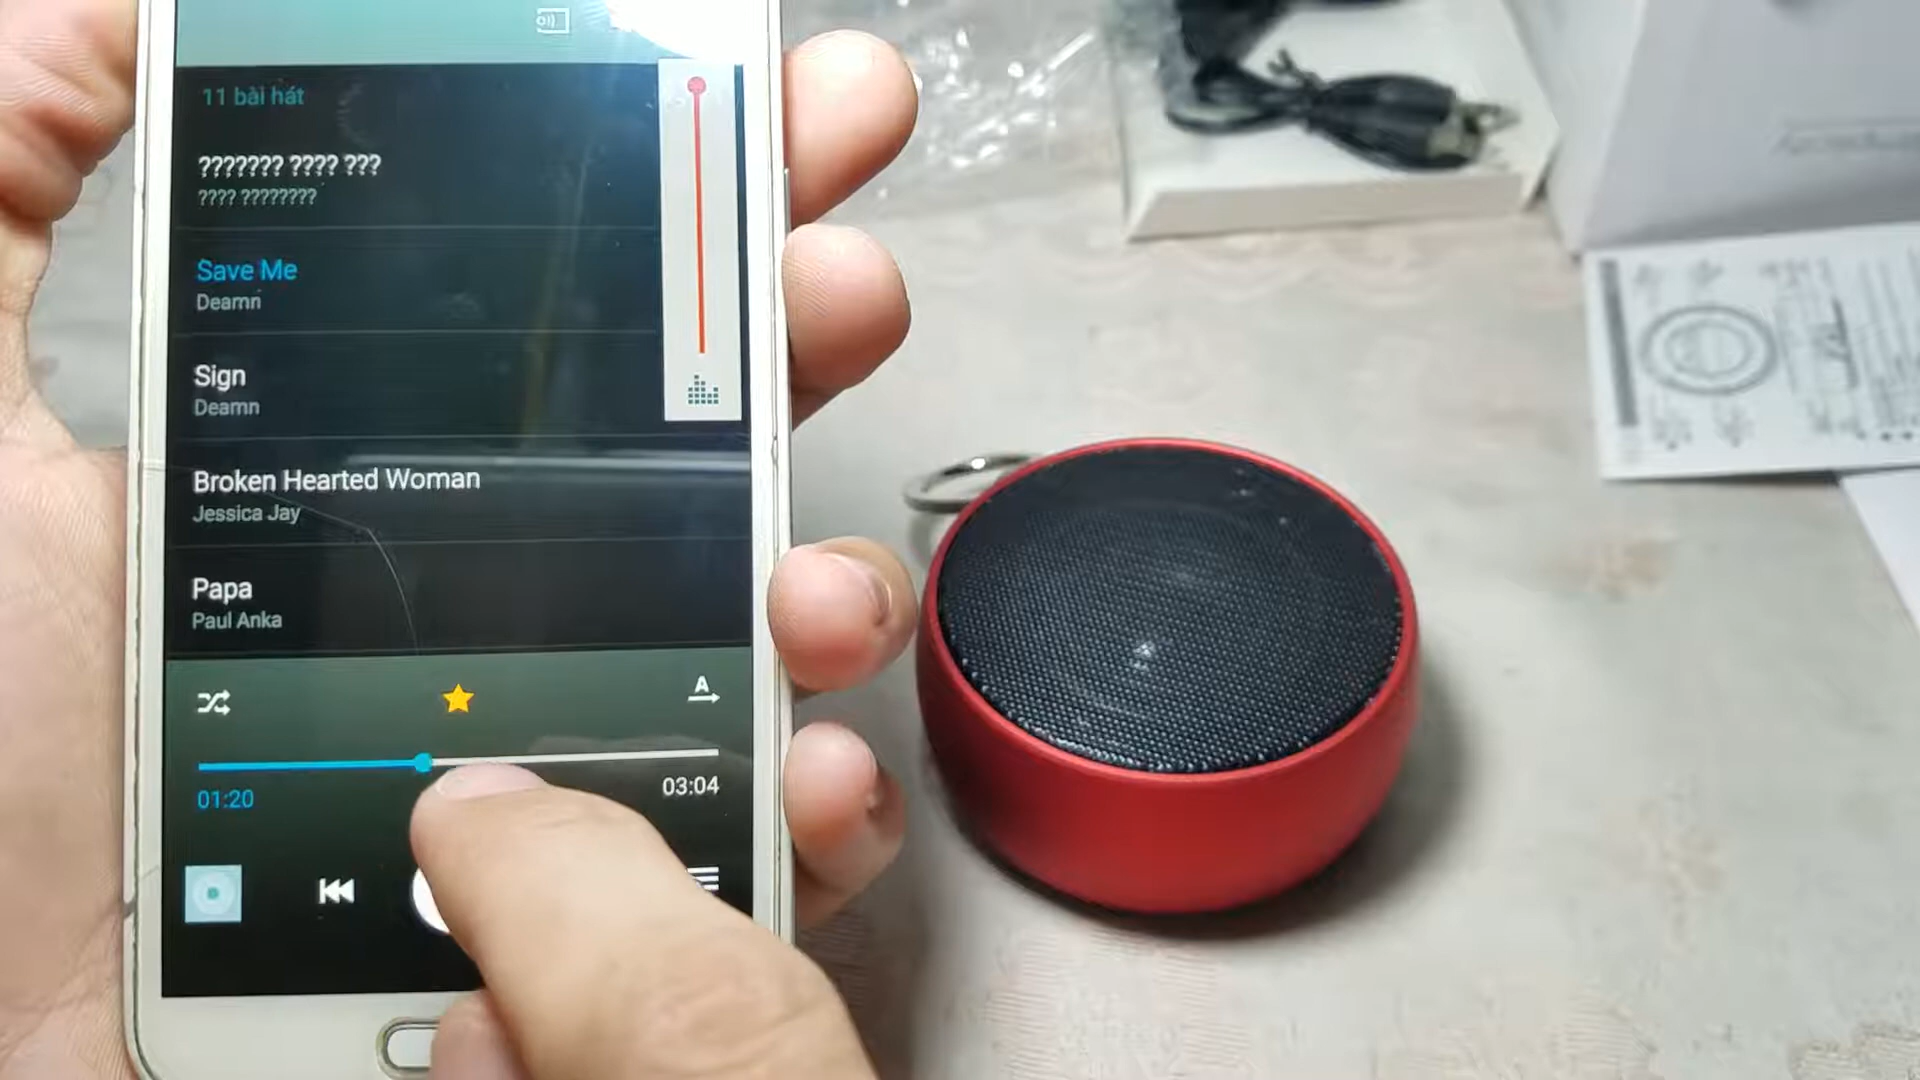 11 bài hát
??????? ???? ???
???? ????????
Save Me
Deamn
Sign
Deamn
Broken Hearted Woman
Jessica Jay
Papa
Paul Anka
A
01:20
03:04